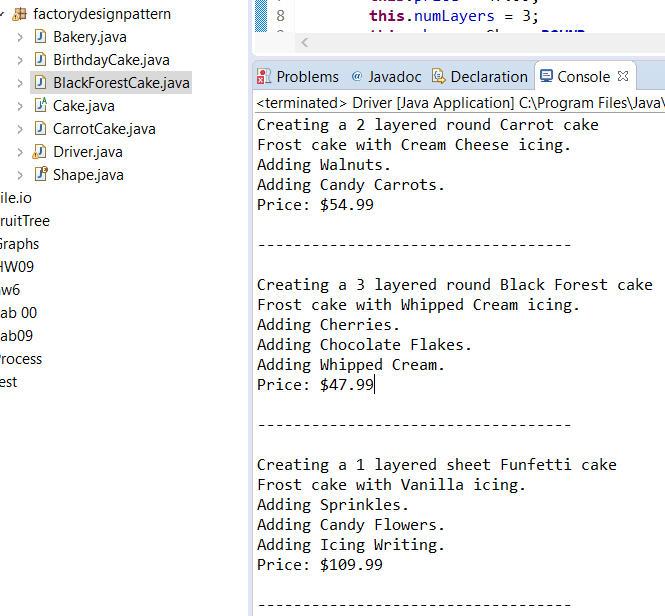 factorydesignpattern
Bakery.java
BirthdayCake.java
BlackForestCake.java
Cake.java
CarrotCake.java
Driver.java
Shape.java
ile.io
ruitTree
Graphs
HW09
w6
ab 00
ab09
rocess
est
8 this.numLayers = 3;
Problems @ Javadoc Declaration Console
<terminated> Driver [Java Application] C:\Program Files\Java\
Creating a 2 layered round Carrot cake
Frost cake with Cream Cheese icing.
Adding Walnuts.
Adding Candy Carrots.
Price: $54.99
-----------------------------------
Creating a 3 layered round Black Forest cake
Frost cake with Whipped Cream icing.
Adding Cherries.
Adding Chocolate Flakes.
Adding Whipped Cream.
Price: $47.99
-----------------------------------
Creating a 1 layered sheet Funfetti cake
Frost cake with Vanilla icing.
Adding Sprinkles.
Adding Candy Flowers.
Adding Icing Writing.
Price: $109.99
-----------------------------------